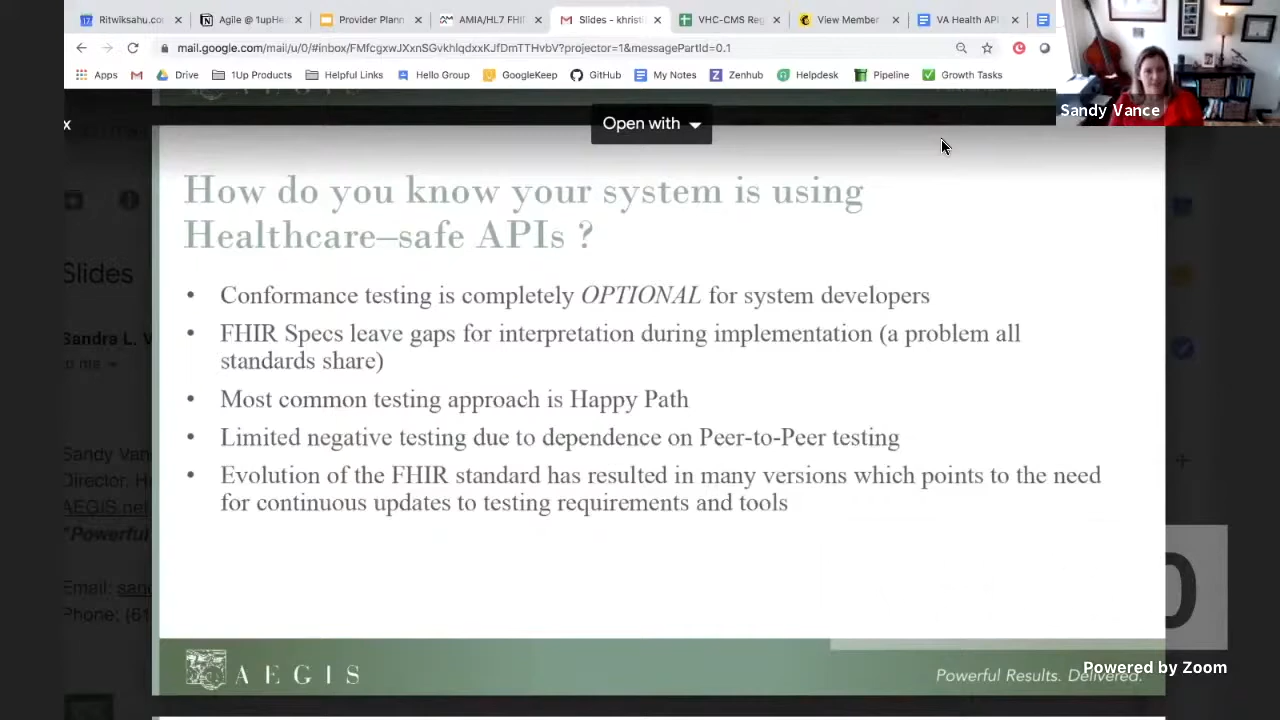 Ritwiksahu.co
Agile @ 1upHe
Provider Plann
AMIA/HL7 FHI
Slides - khristi
VHC-CMS Reg
View Member
VA Health API
mail.google.com/mail/u/0/#inbox/FMfcgxwJXxnSGvkhlqdxxKJfDmTTHvbV?projector=1&messagePartId=0.1
Apps
Drive
1Up Products
Helpful Links
Hello Group
GoogleKeep
GitHub
My Notes
Zenhub
Helpdesk
Pipeline
Growth Tasks
Sandy Vance
x
Open with
How do you know your system is using
Healthcare–safe APIs ?
• Conformance testing is completely OPTIONAL for system developers
• FHIR Specs leave gaps for interpretation during implementation (a problem all
standards share)
• Most common testing approach is Happy Path
• Limited negative testing due to dependence on Peer-to-Peer testing
• Evolution of the FHIR standard has resulted in many versions which points to the need
for continuous updates to testing requirements and tools
Slides
Sandra L. V
to me
Sandy Van
Director, H
AEGIS.net
"Powerful
Email: sand
Phone: (61
AEGIS
Powerful Results. Delivered.
Powered by Zoom